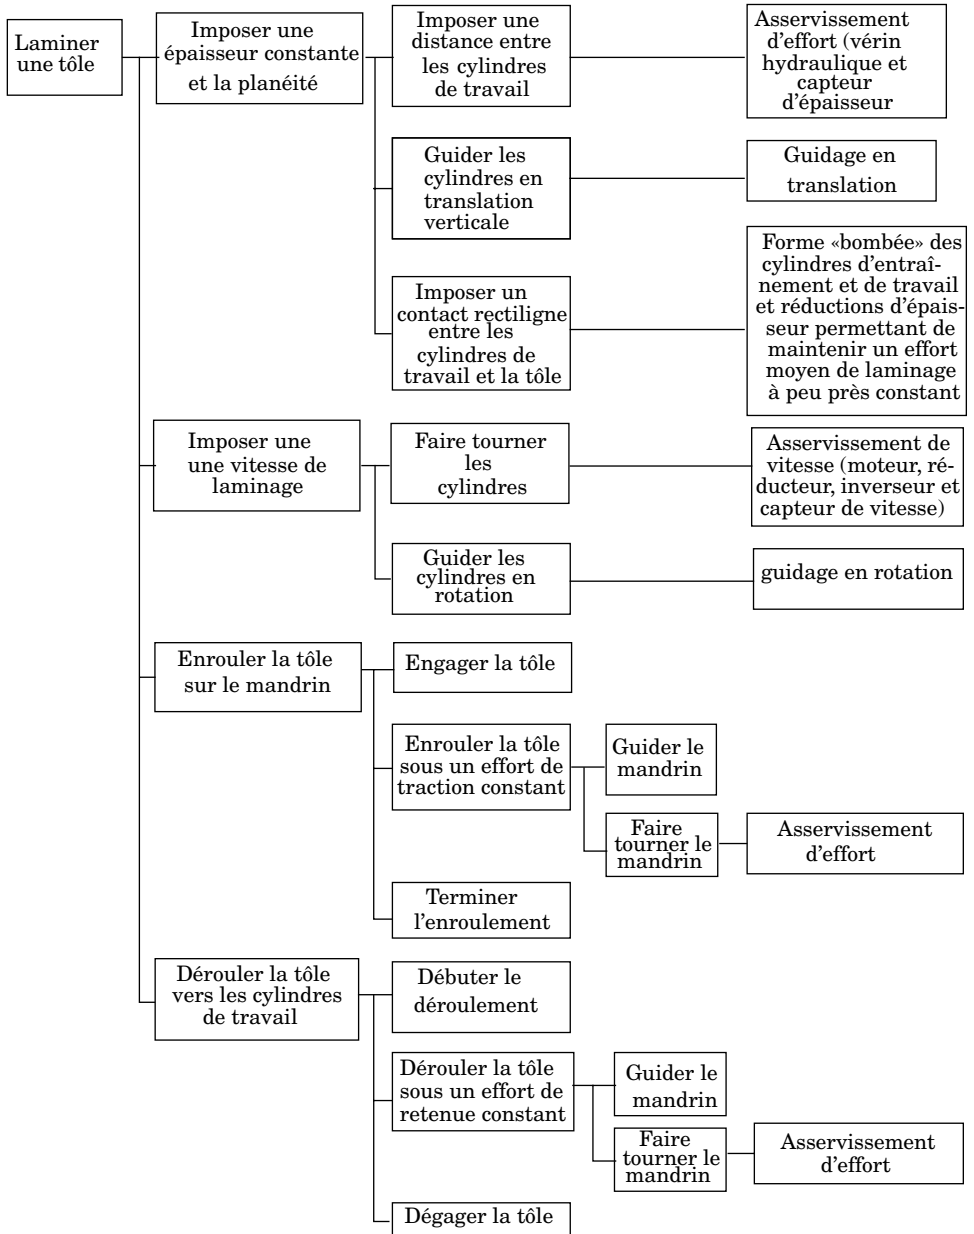 Laminer
une tôle
Imposer une
épaisseur constante
et la planéité
Imposer une
distance entre
les cylindres
de travail
Asservissement
d'effort (vérin
hydraulique et
capteur
d'épaisseur
Guider les
cylindres en
translation
verticale
Guidage en
translation
Imposer un
contact rectiligne
entre les
cylindres de
travail et la tôle
Forme «bombée» des
cylindres d'entraî-
nement et de travail
et réductions d'épais-
seur permettant de
maintenir un effort
moyen de laminage
à peu près constant
Imposer une
une vitesse de
laminage
Faire tourner
les
cylindres
Asservissement de
vitesse (moteur, ré-
ducteur, inverseur et
capteur de vitesse)
Guider les
cylindres en
rotation
guidage en rotation
Enrouler la tôle
sur le mandrin
Engager la tôle
Enrouler la tôle
sous un effort de
traction constant
Guider le
mandrin
Faire
tourner le
mandrin
Asservissement
d'effort
Terminer
l'enroulement
Dérouler la tôle
vers les cylindres
de travail
Débuter le
déroulement
Dérouler la tôle
sous un effort de
retenue constant
Guider le
mandrin
Faire
tourner le
mandrin
Asservissement
d'effort
Dégager la tôle